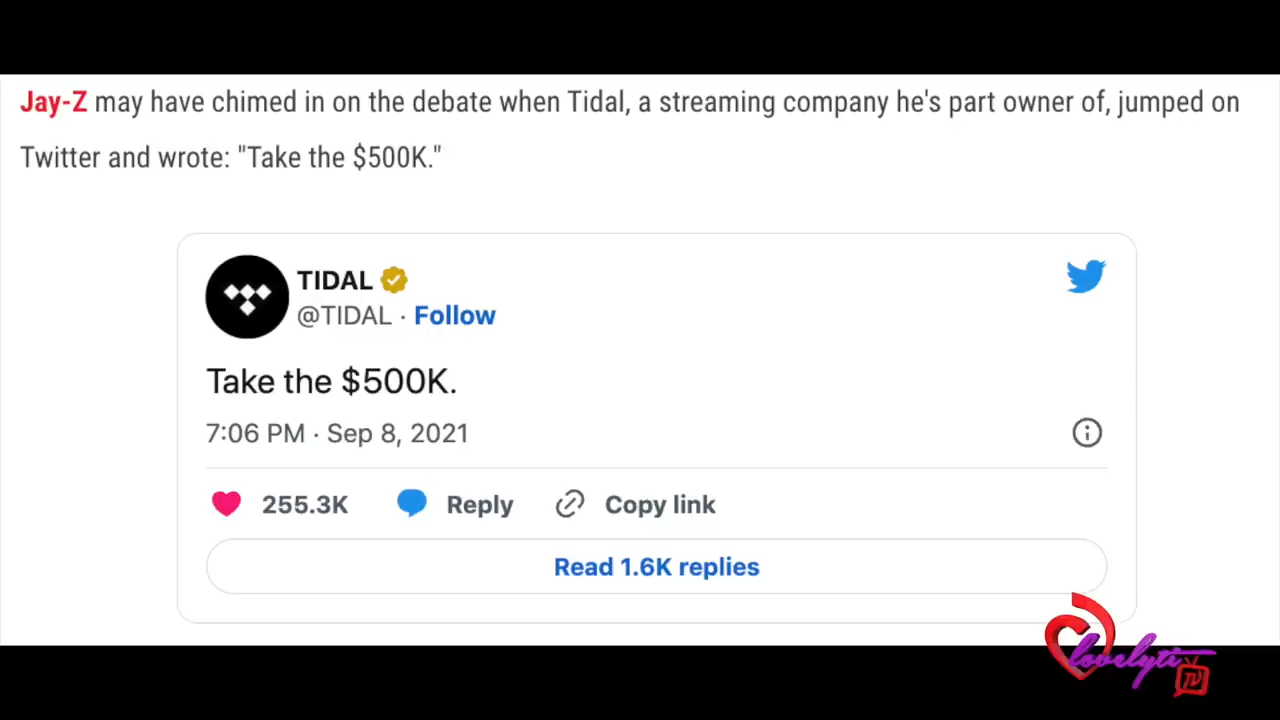 Jay-Z may have chimed in on the debate when Tidal, a streaming company he's part owner of, jumped on
Twitter and wrote: "Take the $500K."
TIDAL
@TIDAL · Follow
Take the $500K.
7:06 PM · Sep 8, 2021
255.3K Reply Copy link
Read 1.6K replies
lovelyti
TV